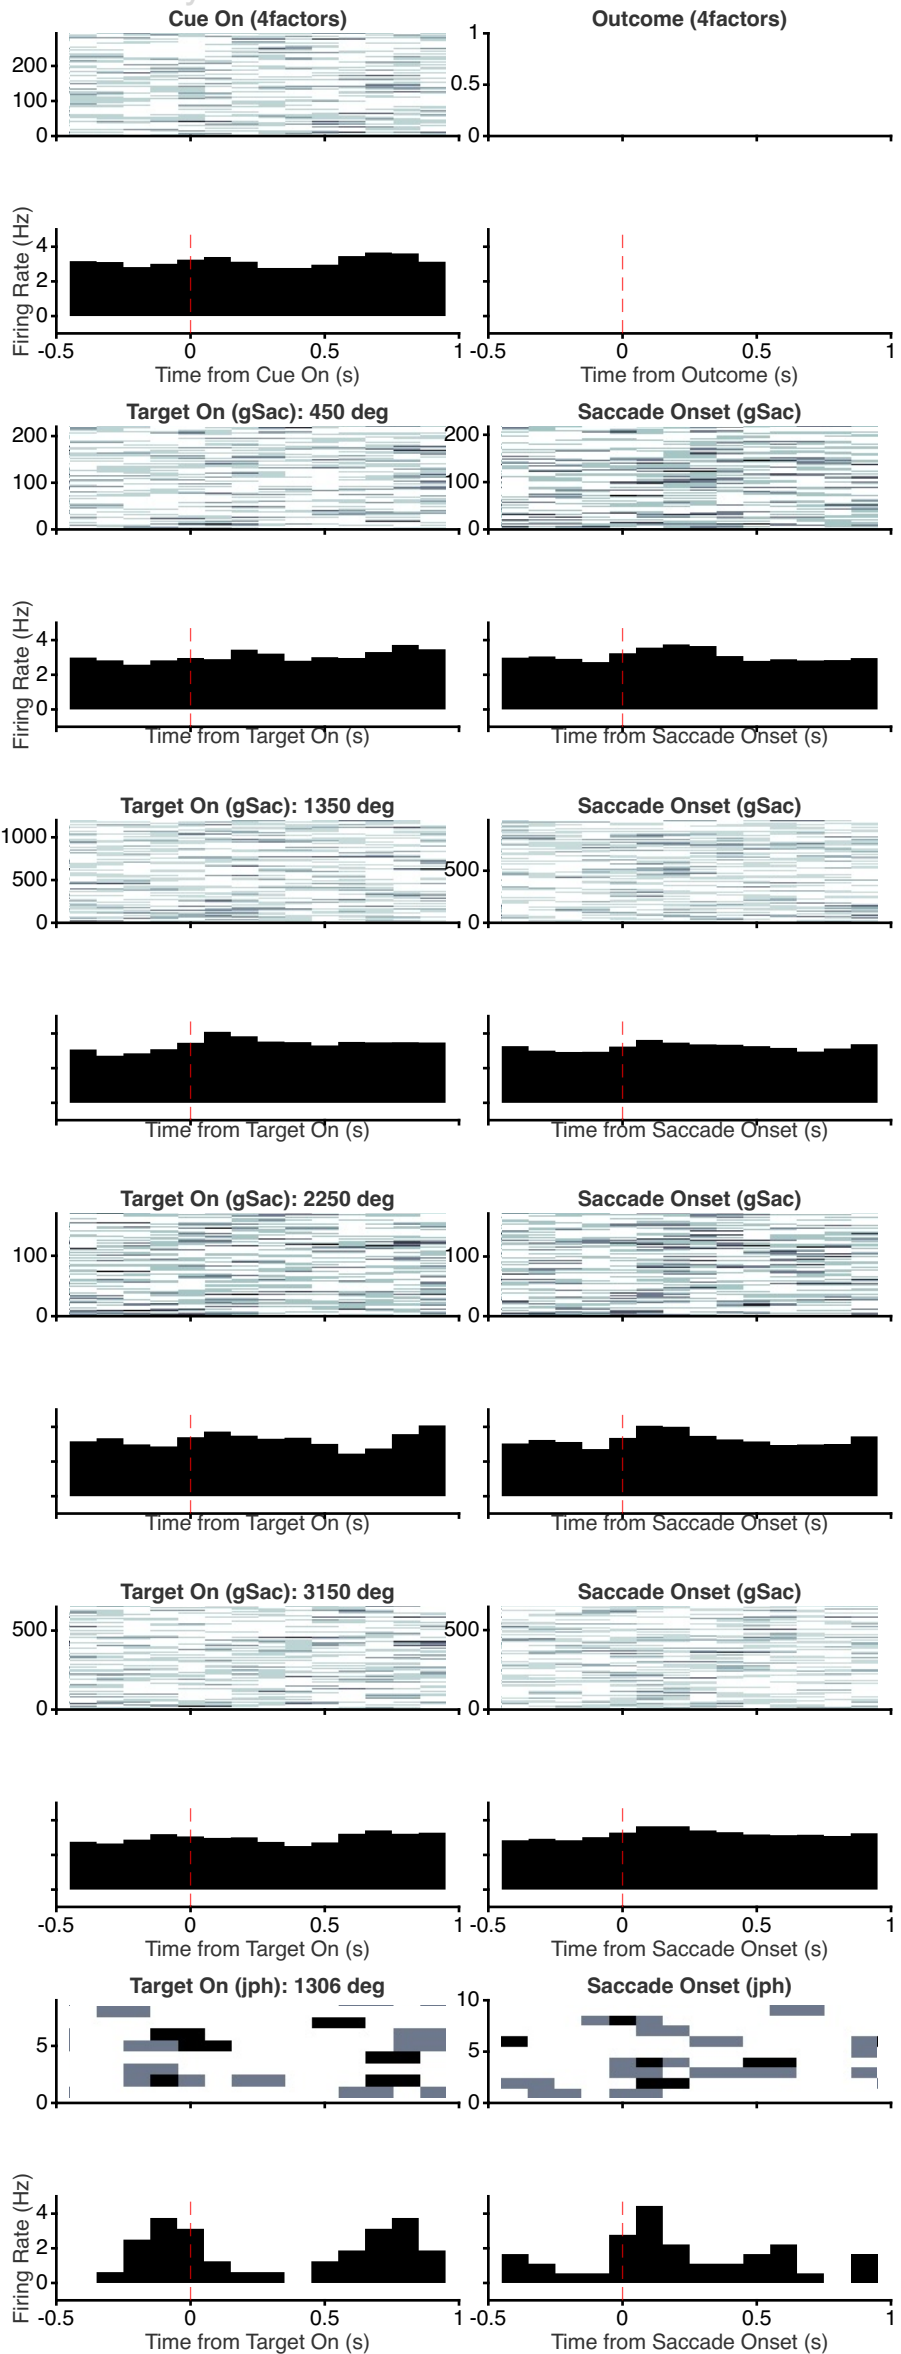 Cue On (4factors)
Outcome (4factors)
200
100
0
1
0.5
0
Firing Rate (Hz)
4
2
0
-0.5 0 0.5 1
-0.5 0 0.5 1
Time from Cue On (s)
Time from Outcome (s)
Target On (gSac): 450 deg
Saccade Onset (gSac)
200
100
0
200
100
0
Firing Rate (Hz)
4
2
0
Time from Target On (s)
Time from Saccade Onset (s)
Target On (gSac): 1350 deg
Saccade Onset (gSac)
1000
500
0
500
0
Time from Target On (s)
Time from Saccade Onset (s)
Target On (gSac): 2250 deg
Saccade Onset (gSac)
100
0
100
0
Time from Target On (s)
Time from Saccade Onset (s)
Target On (gSac): 3150 deg
Saccade Onset (gSac)
500
0
500
0
-0.5 0 0.5 1
-0.5 0 0.5 1
Time from Target On (s)
Time from Saccade Onset (s)
Target On (jph): 1306 deg
Saccade Onset (jph)
5
0
10
5
0
Firing Rate (Hz)
4
2
0
-0.5 0 0.5 1
-0.5 0 0.5 1
Time from Target On (s)
Time from Saccade Onset (s)